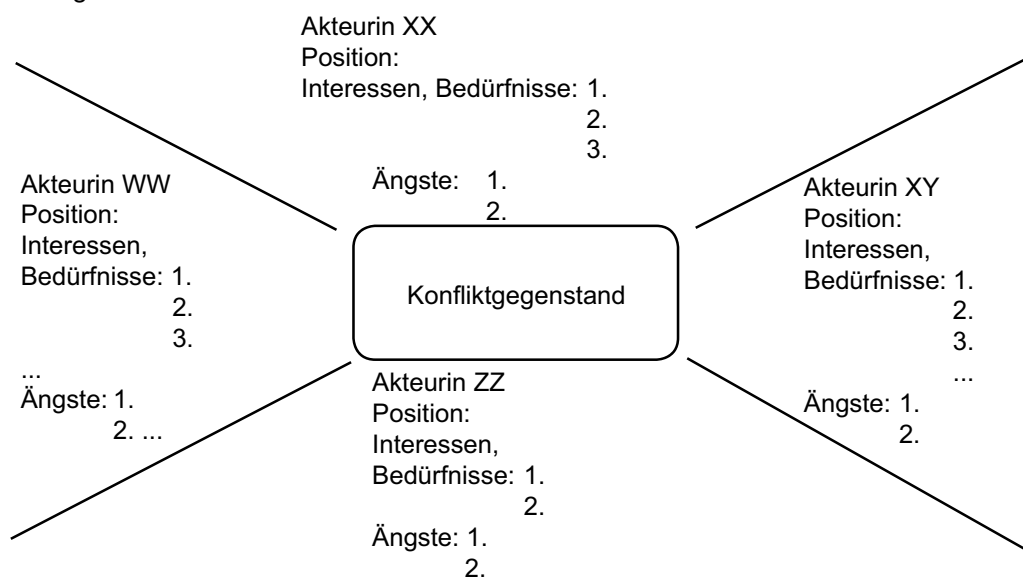 Akteurin XX
Position:
Interessen, Bedürfnisse: 1.
2.
3.
Ängste: 1.
2.
Akteurin WW
Position:
Interessen,
Bedürfnisse: 1.
2.
3.
...
Ängste: 1.
2. ...
Konfliktgegenstand
Akteurin XY
Position:
Interessen,
Bedürfnisse: 1.
2.
3.
...
Ängste: 1.
2.
Akteurin ZZ
Position:
Interessen,
Bedürfnisse: 1.
2.
Ängste: 1.
2.